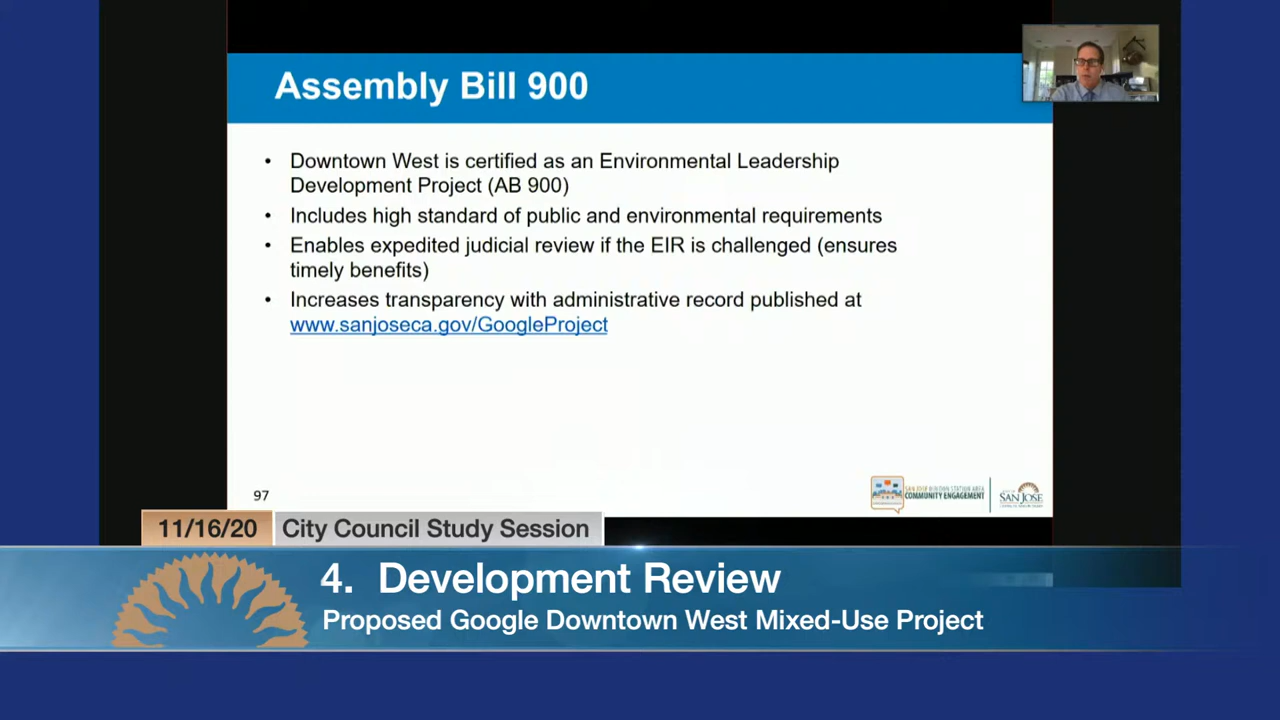 Assembly Bill 900
• Downtown West is certified as an Environmental Leadership
Development Project (AB 900)
• Includes high standard of public and environmental requirements
• Enables expedited judicial review if the EIR is challenged (ensures
timely benefits)
• Increases transparency with administrative record published at
www.sanjoseca.gov/GoogleProject
97
SAN JOSE DIRIDON STATION AREA
COMMUNITY ENGAGEMENT
SAN JOSE
11/16/20 City Council Study Session
4. Development Review
Proposed Google Downtown West Mixed-Use Project